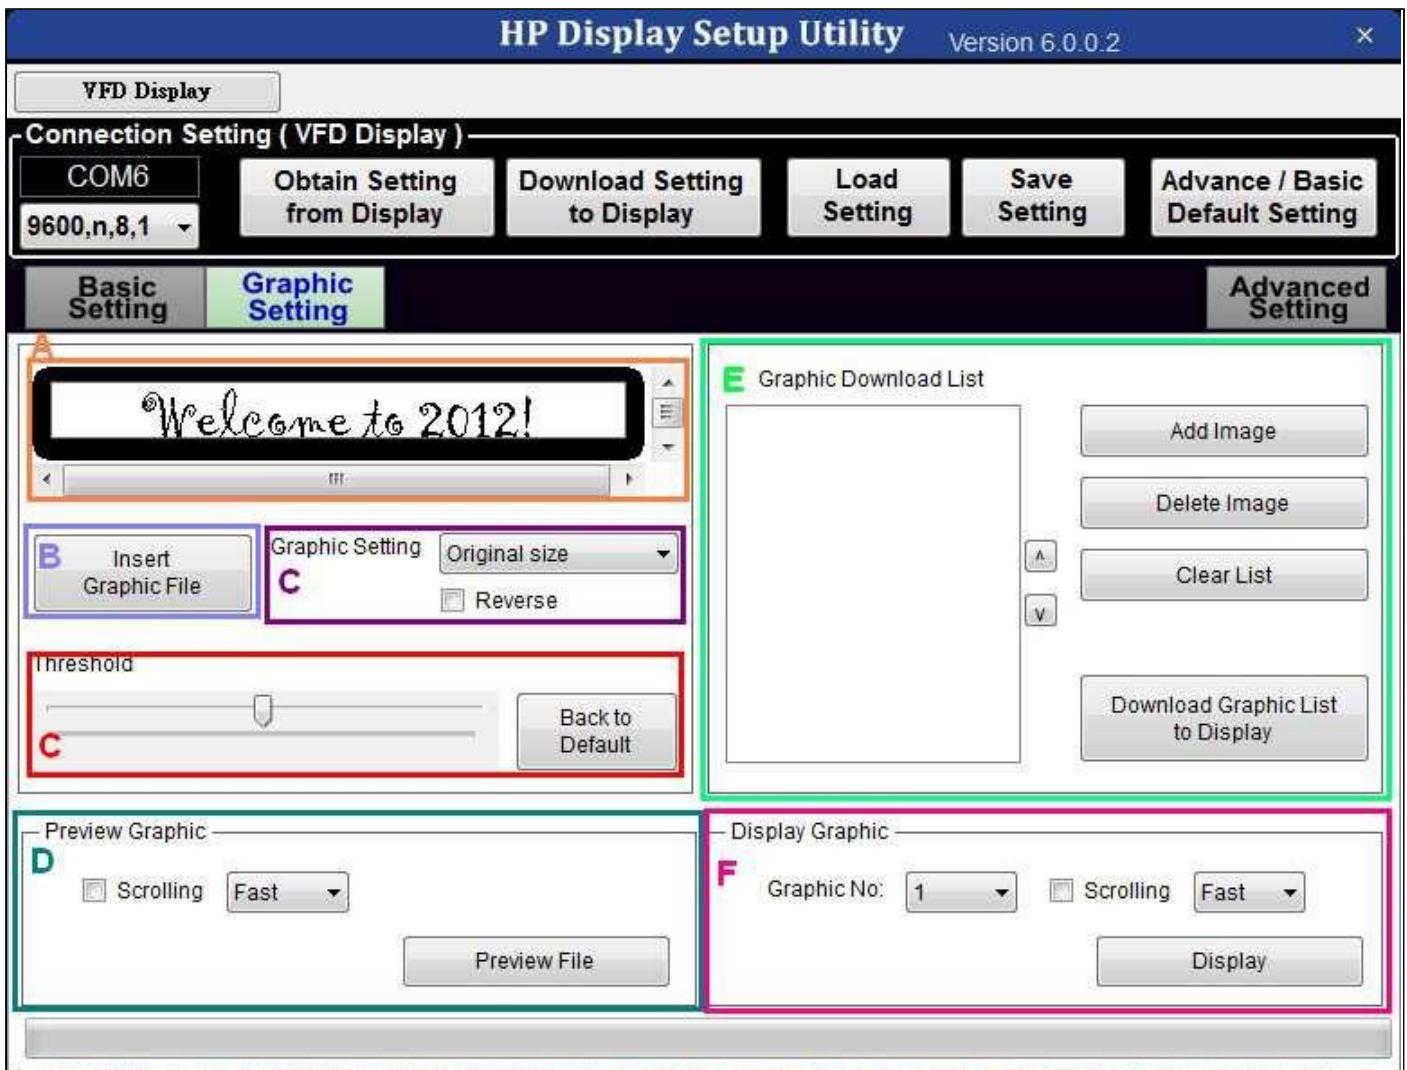 HP Display Setup Utility Version 6.0.0.2 ×
VFD Display
Connection Setting ( VFD Display )
COM6
9600,n,8,1
Obtain Setting
from Display
Download Setting
to Display
Load
Setting
Save
Setting
Advance / Basic
Default Setting
Basic
Setting
Graphic
Setting
Advanced
Setting
A
Welcome to 2012!
B
Insert
Graphic File
Graphic Setting
C
Original size
Reverse
Threshold
C
Back to
Default
E Graphic Download List
Add Image
Delete Image
Clear List
Download Graphic List
to Display
Preview Graphic
D
Scrolling
Fast
Preview File
Display Graphic
F
Graphic No:
1
Scrolling
Fast
Display